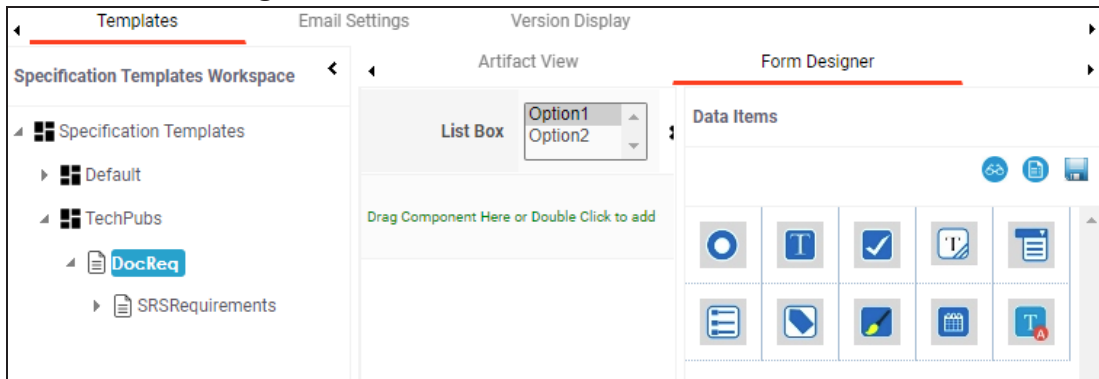 Templates
Email Settings
Version Display
Specification Templates Workspace
Artifact View
Form Designer
Specification Templates
Default
TechPubs
DocReq
SRSRequirements
List Box
Option1
Option2
Drag Component Here or Double Click to add
Data Items